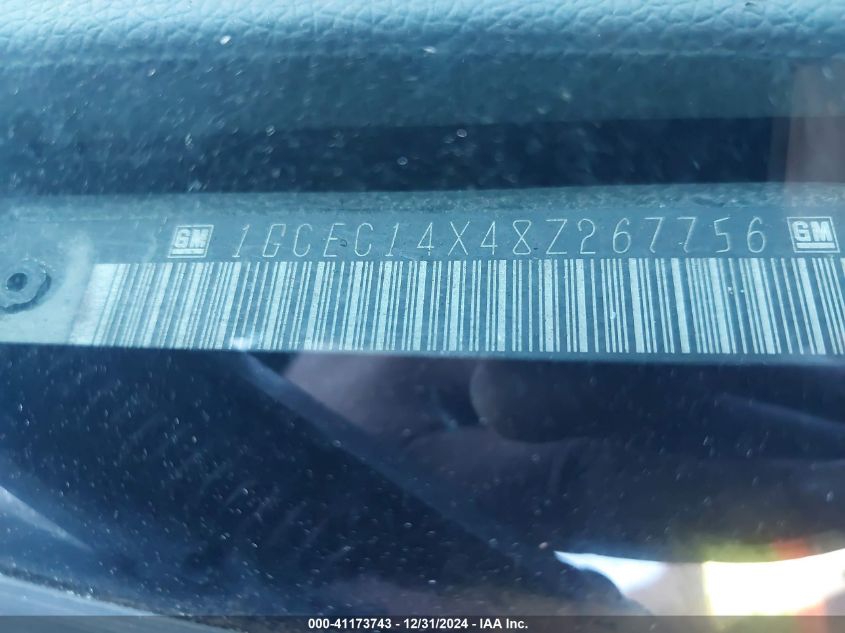 GM 1GCEC14X48Z267756 GM
000-41173743 - 12/31/2024 - IAA Inc.